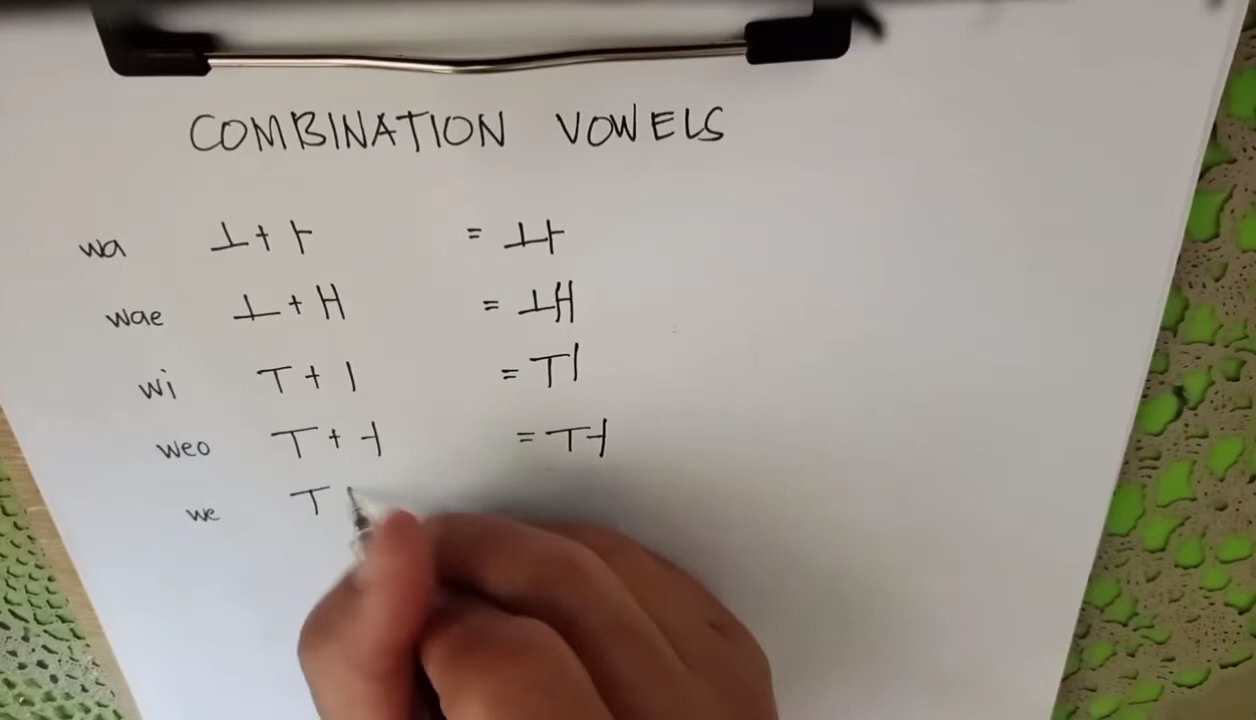 COMBINATION VOWELS
wa ㅗ+ㅏ = ㅘ
wae ㅗ+ㅐ = ㅙ
wi ㅜ+ㅣ = ㅟ
weo ㅜ+ㅓ = ㅝ
we ㅜ